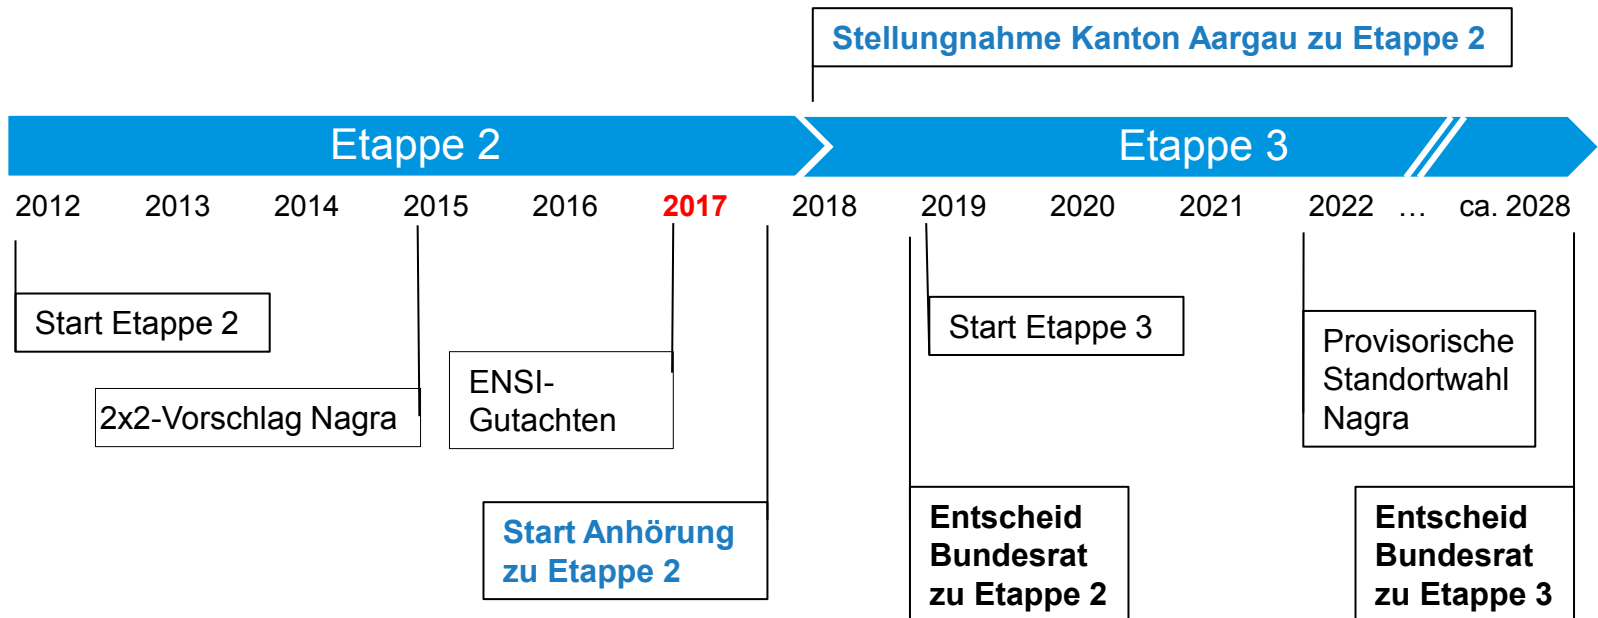 Stellungnahme Kanton Aargau zu Etappe 2
Etappe 2
Etappe 3
2012 2013 2014 2015 2016 2017 2018 2019 2020 2021 2022 … ca. 2028
Start Etappe 2
2x2-Vorschlag Nagra
ENSI-
Gutachten
Start Anhörung
zu Etappe 2
Start Etappe 3
Entscheid
Bundesrat
zu Etappe 2
Provisorische
Standortwahl
Nagra
Entscheid
Bundesrat
zu Etappe 3